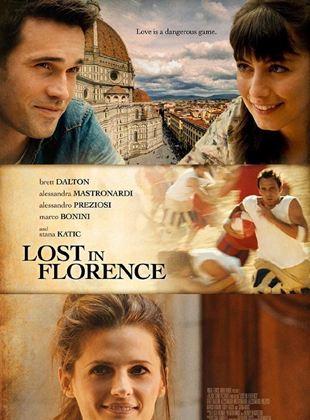 Love is a dangerous game.
brett DALTON
alessandra MASTRONARDI
alessandro PREZIOSI
marco BONINI
and
stana KATIC
LOST IN
FLORENCE